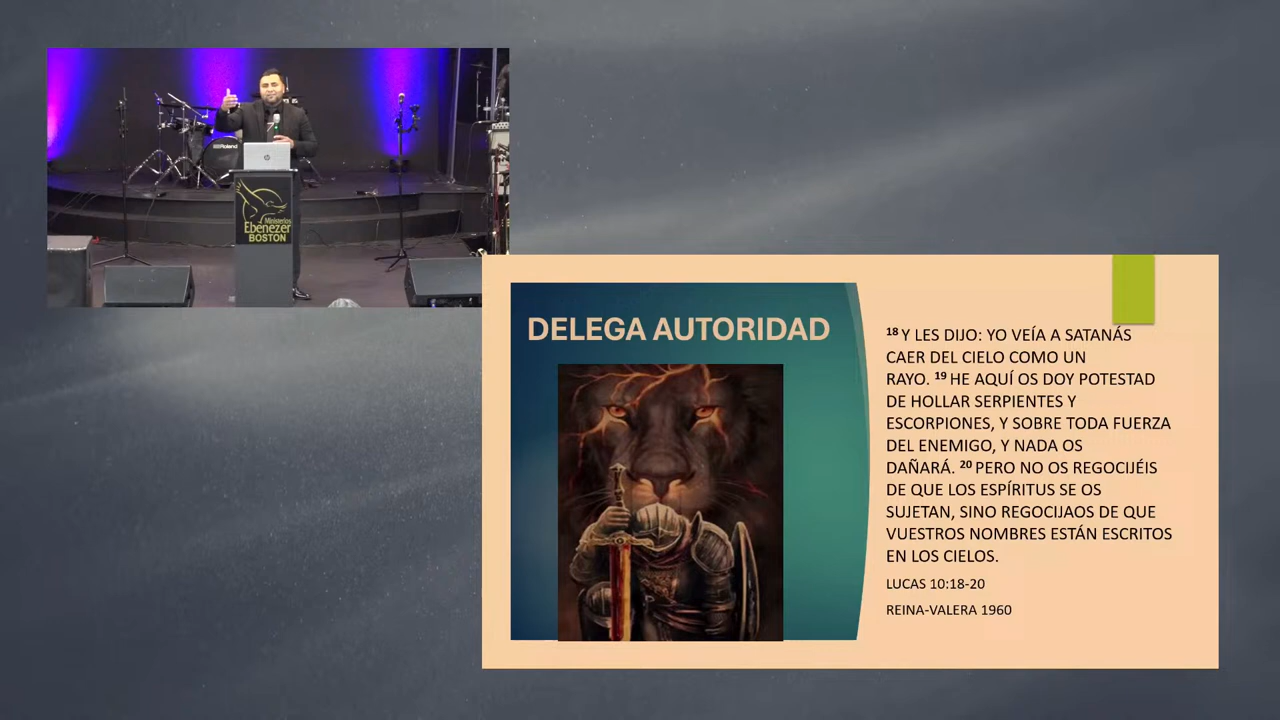 Roland
hp
Ministerios
Ebenezer
BOSTON
DELEGA AUTORIDAD
18 Y LES DIJO: YO VEÍA A SATANÁS
CAER DEL CIELO COMO UN
RAYO. 19 HE AQUÍ OS DOY POTESTAD
DE HOLLAR SERPIENTES Y
ESCORPIONES, Y SOBRE TODA FUERZA
DEL ENEMIGO, Y NADA OS
DAÑARÁ. 20 PERO NO OS REGOCIJÉIS
DE QUE LOS ESPÍRITUS SE OS
SUJETAN, SINO REGOCIJAOS DE QUE
VUESTROS NOMBRES ESTÁN ESCRITOS
EN LOS CIELOS.
LUCAS 10:18-20
REINA-VALERA 1960